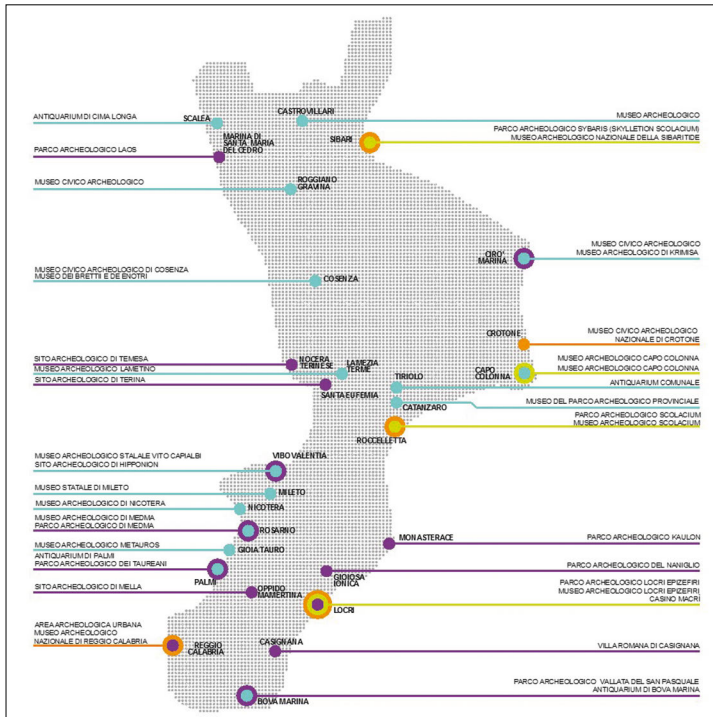 ANTIQUARIUM DI CIMA LONGA
SCALEA
CASTROVILLARI
MUSEO ARCHEOLOGICO
PARCO ARCHEOLOGICO LAOS
MARINA DI
SANTA MARIA
DEL CEDRO
SIBARI
PARCO ARCHEOLOGICO SYBARIS (SKYLLETION SCOLACIUM)
MUSEO ARCHEOLOGICO NAZIONALE DELLA SIBARITIDE
MUSEO CIVICO ARCHEOLOGICO
ROGGIANO
GRAVINA
CIRO'
MARINA
MUSEO CIVICO ARCHEOLOGICO
MUSEO ARCHEOLOGICO DI KRIMISA
MUSEO CIVICO ARCHEOLOGICO DI COSENZA
MUSEO DEI BRETTII E DE ENOTRI
COSENZA
CROTONE
MUSEO CIVICO ARCHEOLOGICO
NAZIONALE DI CROTONE
SITO ARCHEOLOGICO DI TEMESA
NOCERA
TERINESE
MUSEO ARCHEOLOGICO LAMETINO
LAMEZIA
TERME
CAPO
COLONNA
MUSEO ARCHEOLOGICO CAPO COLONNA
MUSEO ARCHEOLOGICO CAPO COLONNA
SITO ARCHEOLOGICO DI TERINA
SANTA EUFEMIA
TIRIOLO
ANTIQUARIUM COMUNALE
CATANZARO
MUSEO DEL PARCO ARCHEOLOGICO PROVINCIALE
ROCCELLETTA
PARCO ARCHEOLOGICO SCOLACIUM
MUSEO ARCHEOLOGICO SCOLACIUM
MUSEO ARCHEOLOGICO STALALE VITO CAPIALBI
SITO ARCHEOLOGICO DI HIPPONION
VIBO VALENTIA
MUSEO STATALE DI MILETO
MILETO
MUSEO ARCHEOLOGICO DI NICOTERA
NICOTERA
MUSEO ARCHEOLOGICO DI MEDMA
PARCO ARCHEOLOGICO DI MEDMA
ROSARNO
MUSEO ARCHEOLOGICO METAUROS
GIOIA TAURO
MONASTERACE
PARCO ARCHEOLOGICO KAULON
ANTIQUARIUM DI PALMI
PARCO ARCHEOLOGICO DEI TAUREANI
PALMI
GIOIOSA
IONICA
PARCO ARCHEOLOGICO DEL NANIGLIO
SITO ARCHEOLOGICO DI MELLA
OPPIDO
MAMERTINA
LOCRI
PARCO ARCHEOLOGICO LOCRI EPIZEFIRI
MUSEO ARCHEOLOGICO LOCRI EPIZEFIRI
CASINO MACRI
AREA ARCHEOLOGICA URBANA
MUSEO ARCHEOLOGICO
NAZIONALE DI REGGIO CALABRIA
REGGIO
CALABRIA
CASIGNANA
VILLA ROMANA DI CASIGNANA
BOVA MARINA
PARCO ARCHEOLOGICO VALLATA DEL SAN PASQUALE
ANTIQUARIUM DI BOVA MARINA